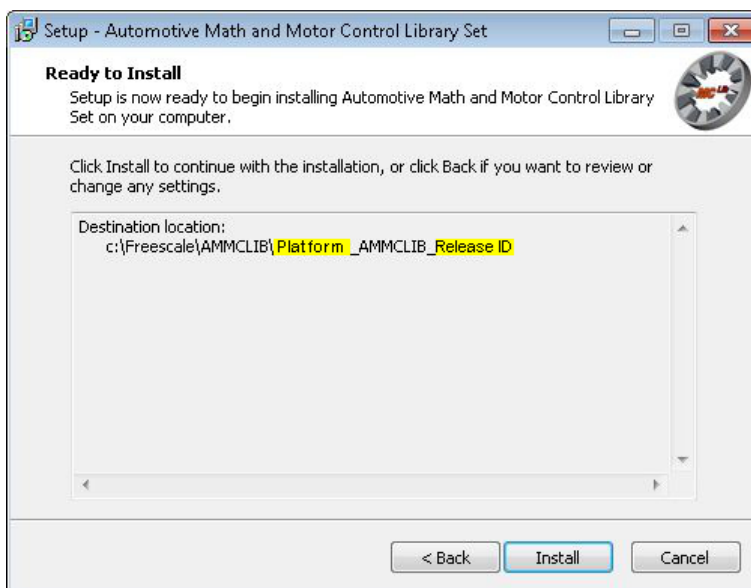 Setup - Automotive Math and Motor Control Library Set
Ready to Install
Setup is now ready to begin installing Automotive Math and Motor Control Library
Set on your computer.
MC Lib
Click Install to continue with the installation, or click Back if you want to review or
change any settings.
Destination location:
c:\Freescale\AMMCLIB\Platform _AMMCLIB_Release ID
< Back
Install
Cancel